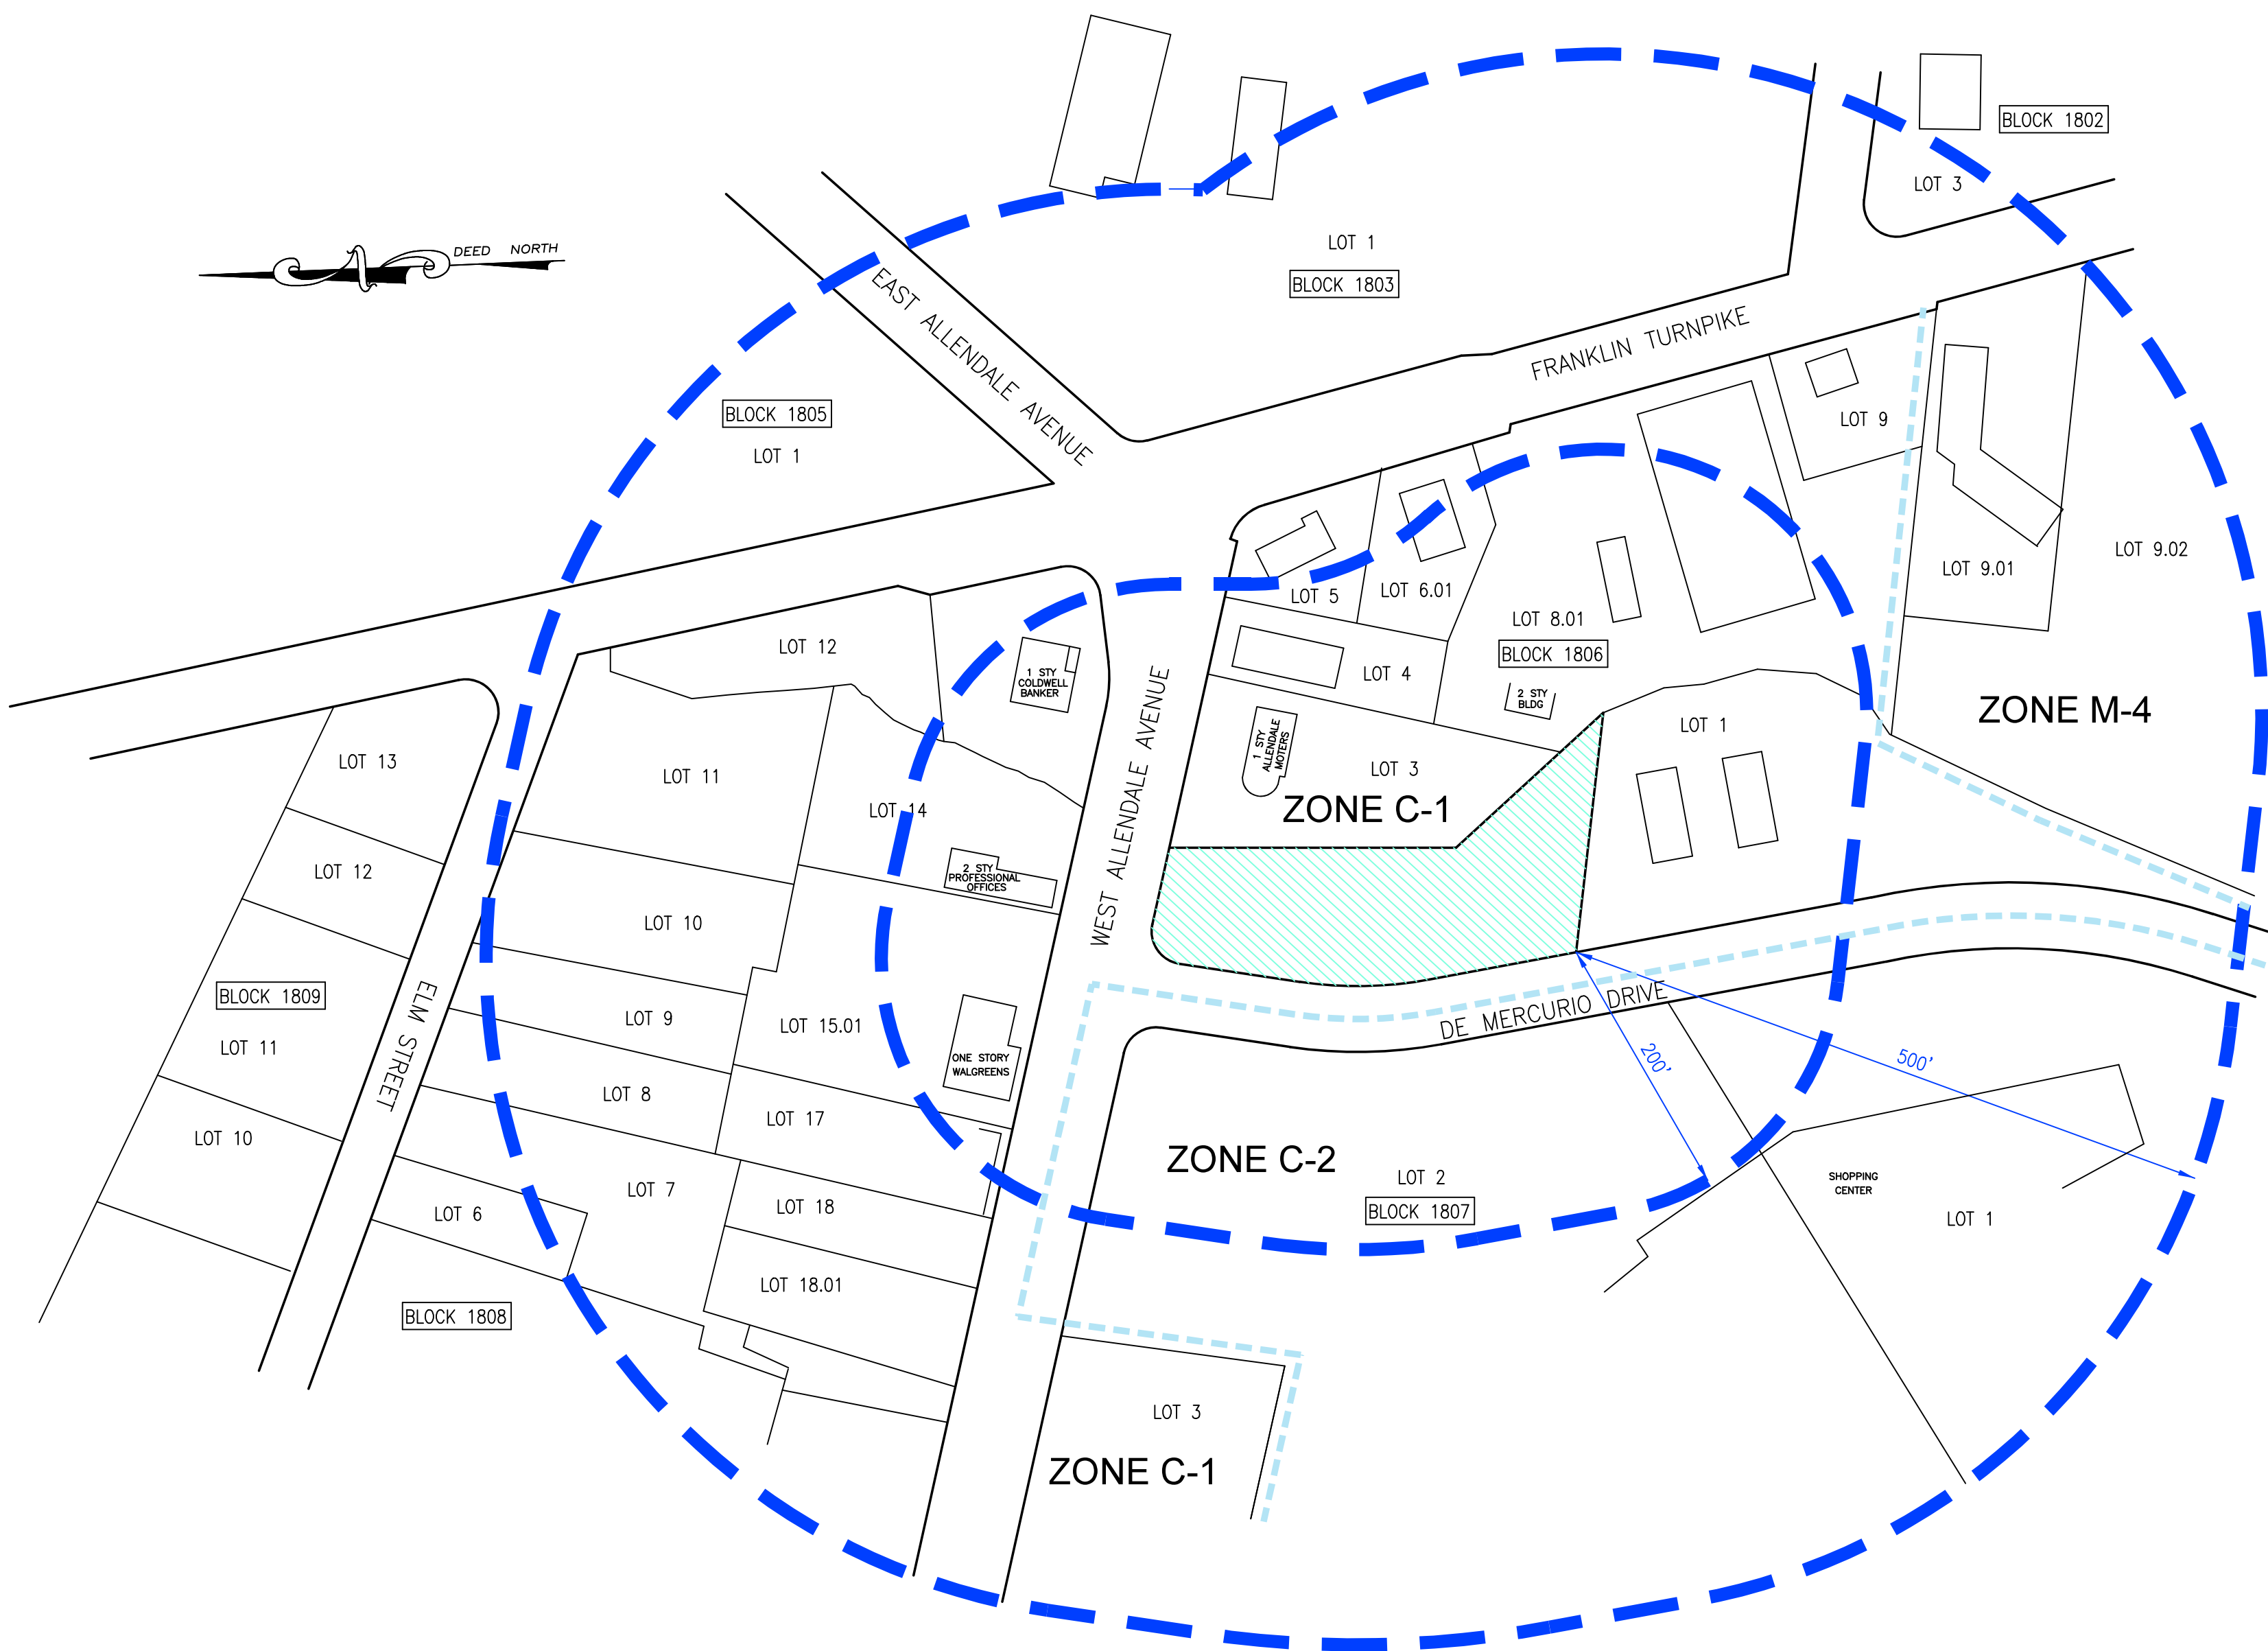 BLOCK 1802
LOT 3
DEED NORTH
LOT 1
BLOCK 1803
EAST ALLENDALE AVENUE
FRANKLIN TURNPIKE
BLOCK 1805
LOT 1
LOT 9
LOT 9.02
LOT 9.01
LOT 5
LOT 6.01
LOT 8.01
BLOCK 1806
LOT 12
1 STY
COLDWELL
BANKER
LOT 4
2 STY
BLDG
ZONE M-4
LOT 1
WEST ALLENDALE AVENUE
1 STY
ALLENDALE
MOTERS
LOT 3
ZONE C-1
LOT 13
LOT 11
LOT 14
LOT 12
2 STY
PROFESSIONAL
OFFICES
LOT 10
BLOCK 1809
ELM STREET
LOT 9
LOT 15.01
DE MERCURIO DRIVE
LOT 11
ONE STORY
WALGREENS
200'
500'
LOT 8
LOT 17
LOT 10
ZONE C-2
LOT 2
BLOCK 1807
SHOPPING
CENTER
LOT 1
LOT 7
LOT 6
LOT 18
LOT 18.01
BLOCK 1808
LOT 3
ZONE C-1